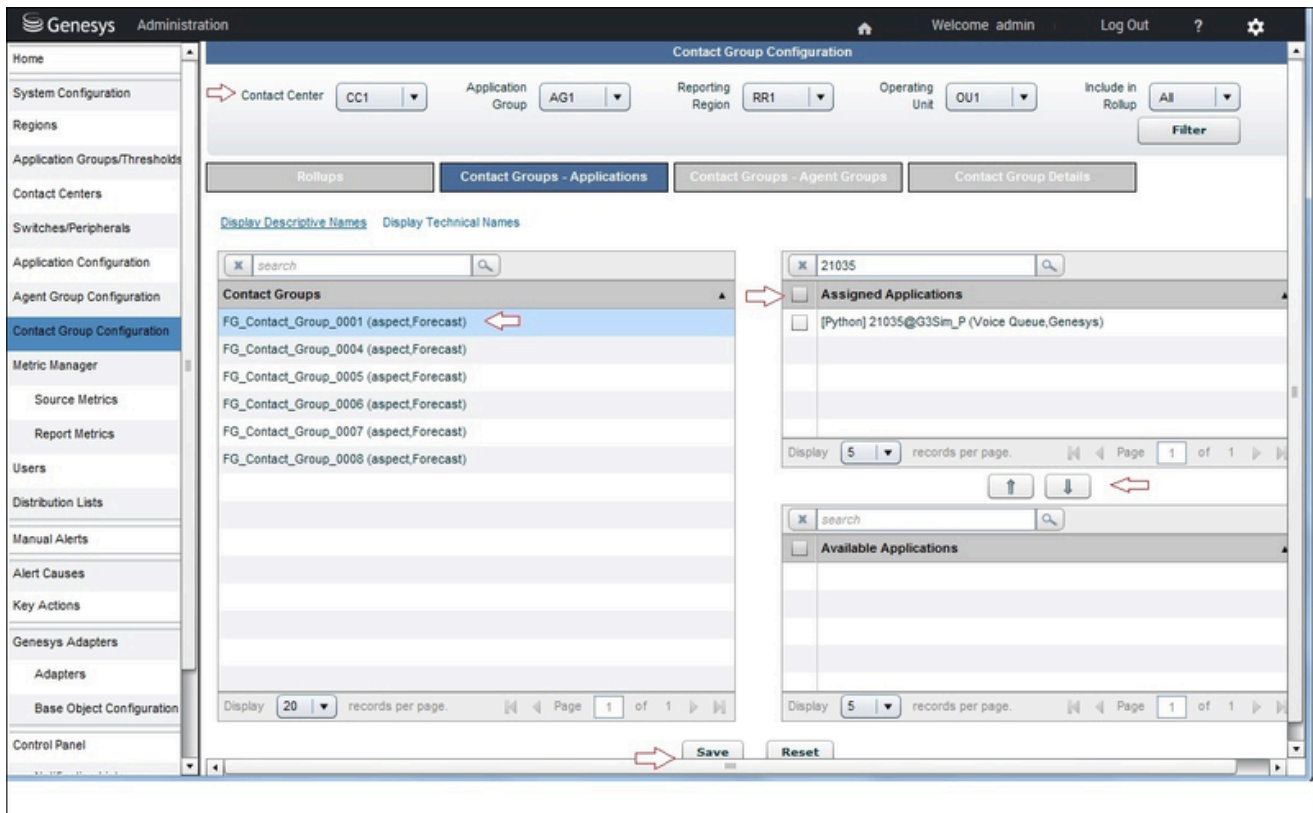 Genesys Administration Welcome admin Log Out ?
Home
System Configuration
Regions
Application Groups/Thresholds
Contact Centers
Switches/Peripherals
Application Configuration
Agent Group Configuration
Contact Group Configuration
Metric Manager
Source Metrics
Report Metrics
Users
Distribution Lists
Manual Alerts
Alert Causes
Key Actions
Genesys Adapters
Adapters
Base Object Configuration
Control Panel
Contact Group Configuration
Contact Center CC1
Application Group AG1
Reporting Region RR1
Operating Unit OU1
Include in Rollup All
Filter
Rollups
Contact Groups - Applications
Contact Groups - Agent Groups
Contact Group Details
Display Descriptive Names Display Technical Names
search
Contact Groups
FG_Contact_Group_0001 (aspect,Forecast)
FG_Contact_Group_0004 (aspect,Forecast)
FG_Contact_Group_0005 (aspect,Forecast)
FG_Contact_Group_0006 (aspect,Forecast)
FG_Contact_Group_0007 (aspect,Forecast)
FG_Contact_Group_0008 (aspect,Forecast)
Display 20 records per page. Page 1 of 1
21035
Assigned Applications
[Python] 21035@G3Sim_P (Voice Queue,Genesys)
Display 5 records per page. Page 1 of 1
search
Available Applications
Display 5 records per page. Page 1 of 1
Save Reset